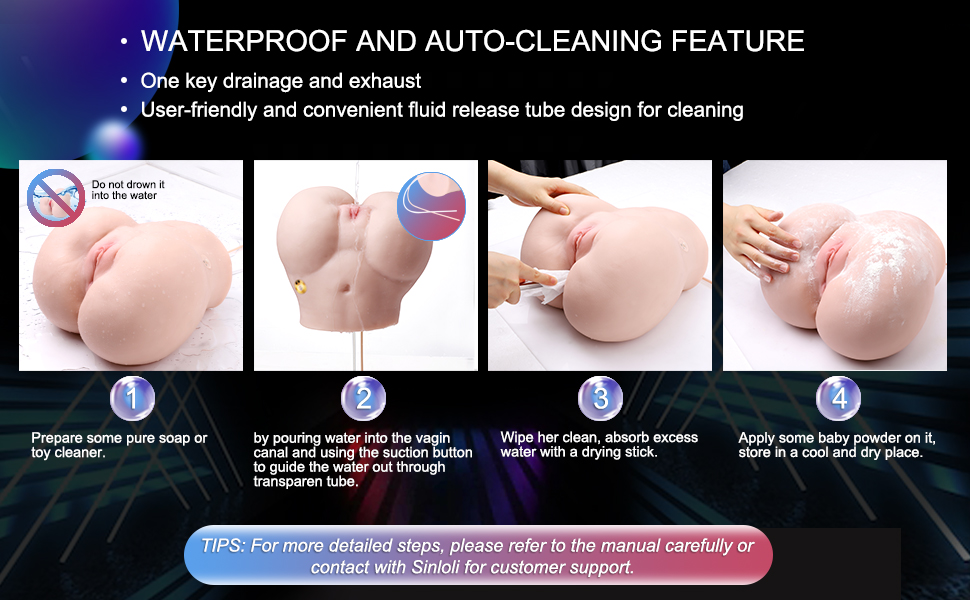 WATERPROOF AND AUTO-CLEANING FEATURE
One key drainage and exhaust
User-friendly and convenient fluid release tube design for cleaning
Do not drown it
into the water
1
Prepare some pure soap or
toy cleaner.
2
by pouring water into the vagin
canal and using the suction button
to guide the water out through
transparen tube.
3
Wipe her clean, absorb excess
water with a drying stick.
4
Apply some baby powder on it,
store in a cool and dry place.
TIPS: For more detailed steps, please refer to the manual carefully or
contact with Sinloli for customer support.